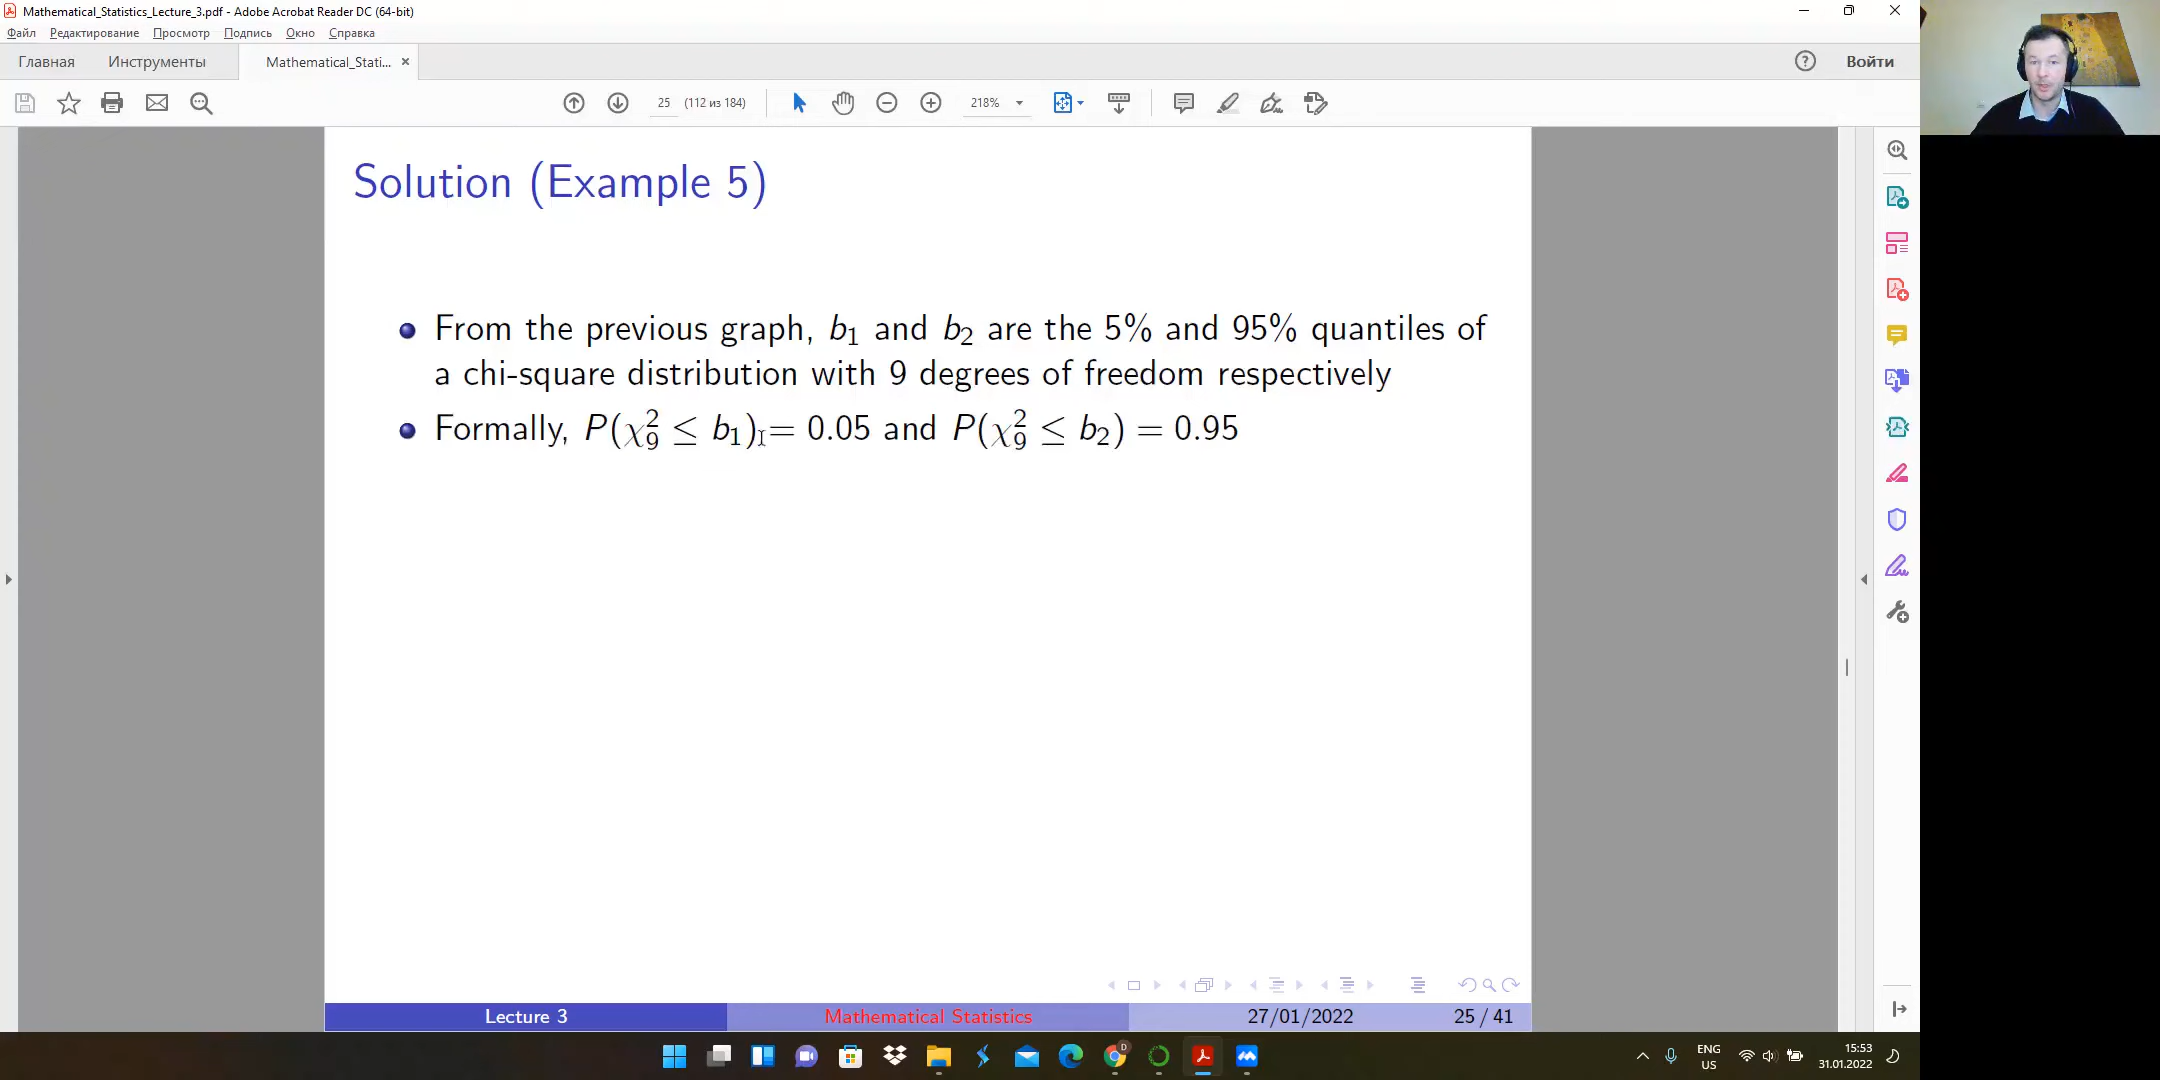 Mathematical_Statistics_Lecture_3.pdf - Adobe Acrobat Reader DC (64-bit)
Файл Редактирование Просмотр Подпись Окно Справка
Главная Инструменты Mathematical_Stati... × Войти
25 (112 из 184) 218%
Solution (Example 5)
From the previous graph, b₁ and b₂ are the 5% and 95% quantiles of
a chi-square distribution with 9 degrees of freedom respectively
Formally, P(χ²₉ ≤ b₁) = 0.05 and P(χ²₉ ≤ b₂) = 0.95
Lecture 3 Mathematical Statistics 27/01/2022 25 / 41
ENG 15:53
US 31.01.2022